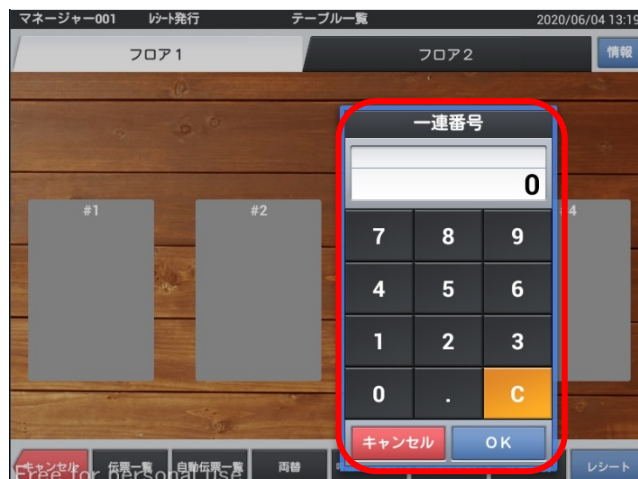 マネージャー001 ﾚｼｰﾄ発行 テーブル一覧 2020/06/04 13:19
フロア1 フロア2 情報
一連番号
0
#1 #2 4
7 8 9
4 5 6
1 2 3
0 . C
キャンセル OK
キャンセル 伝票一覧 自動伝票一覧 両替 レシート
Free for personal use